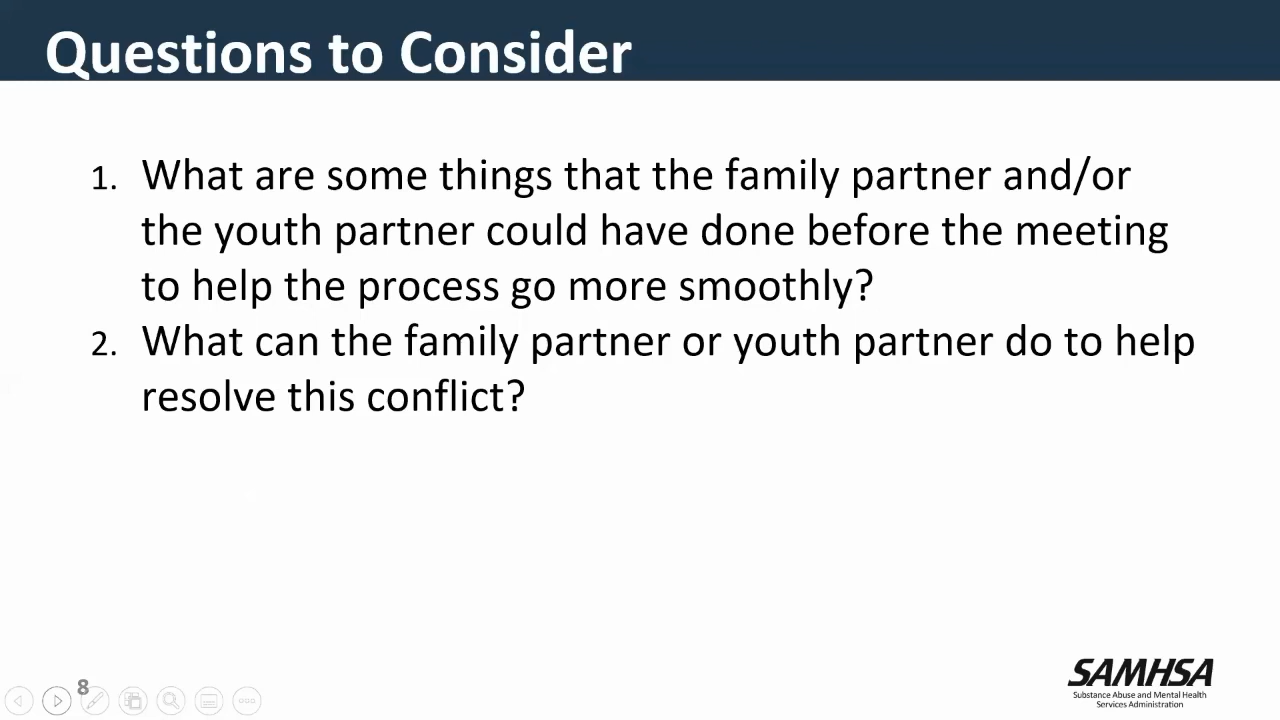 Questions to Consider
1. What are some things that the family partner and/or
the youth partner could have done before the meeting
to help the process go more smoothly?
2. What can the family partner or youth partner do to help
resolve this conflict?
8
SAMHSA
Substance Abuse and Mental Health
Services Administration